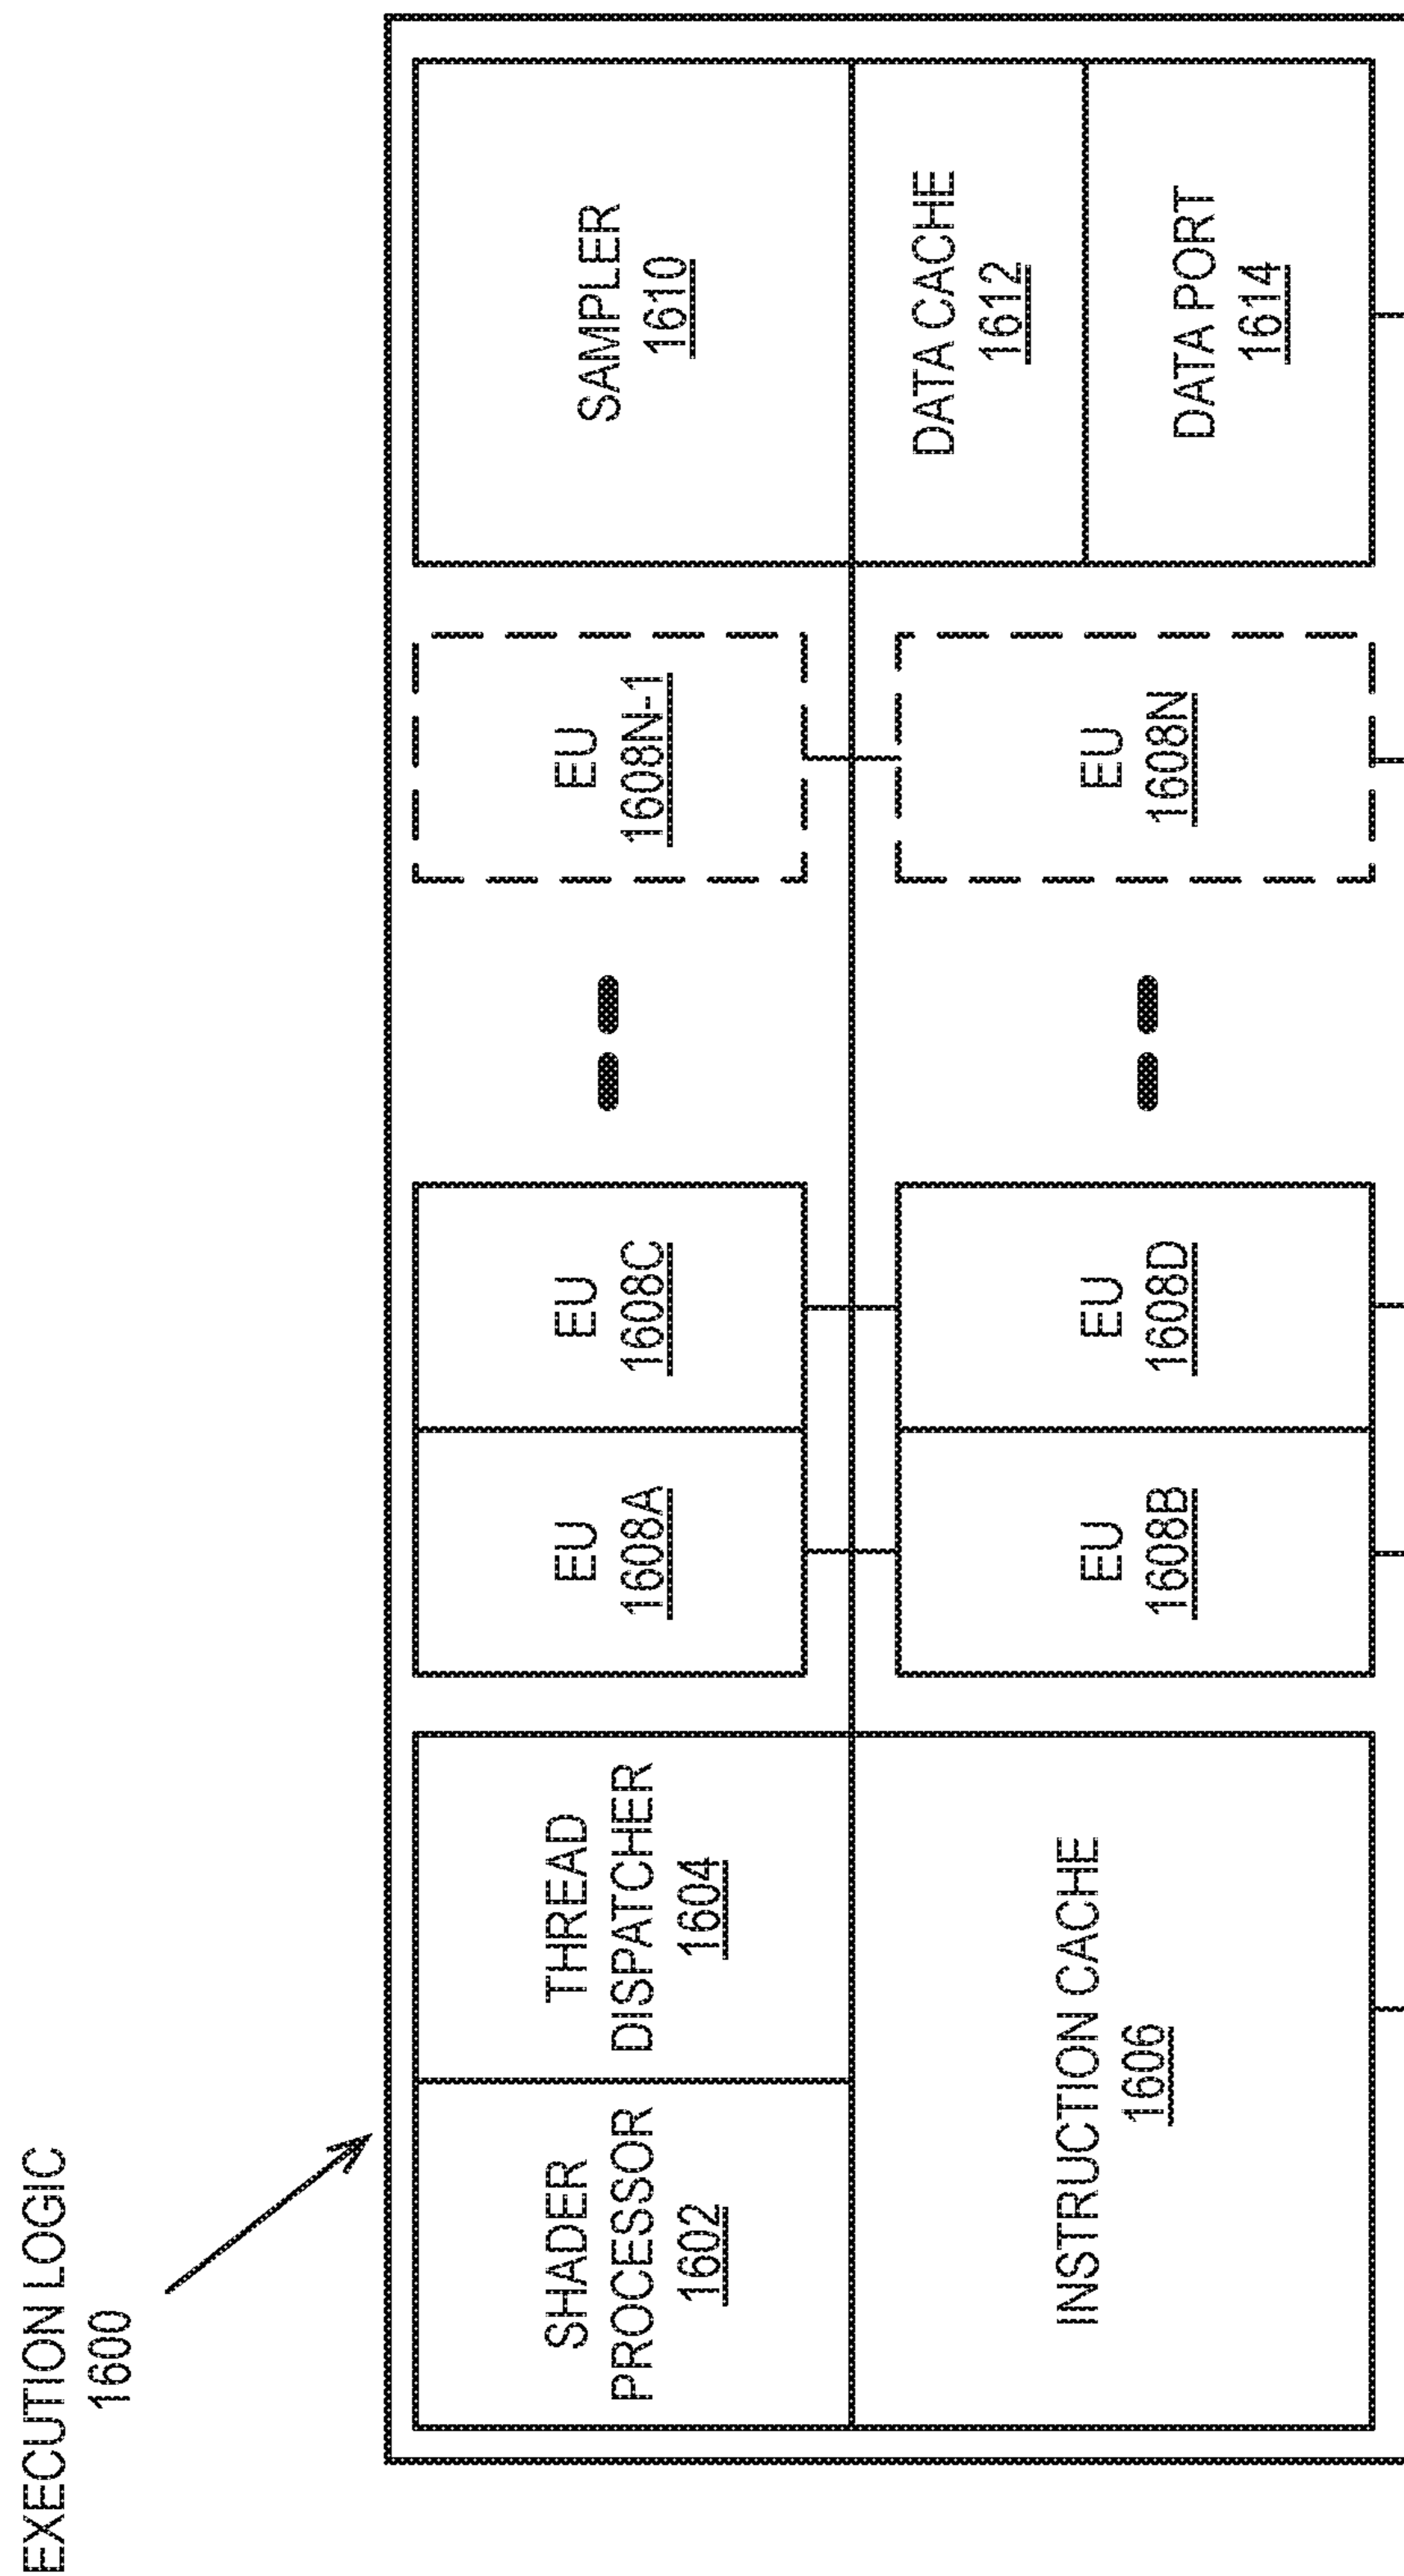 EXECUTION LOGIC
1600
SHADER
PROCESSOR
1602
THREAD
DISPATCHER
1604
INSTRUCTION CACHE
1606
EU
1608A
EU
1608C
EU
1608B
EU
1608D
EU
1608N-1
EU
1608N
SAMPLER
1610
DATA CACHE
1612
DATA PORT
1614